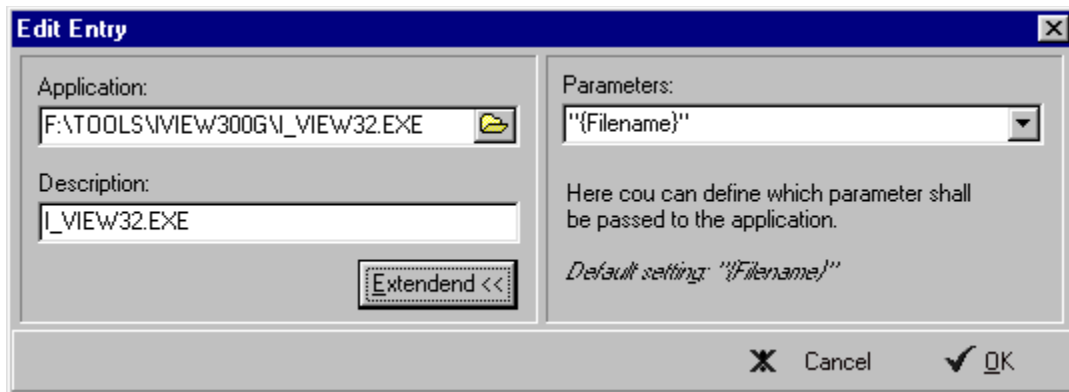 Edit Entry
Application:
F:\TOOLS\IVIEW300G\I_VIEW32.EXE
Description:
I_VIEW32.EXE
Extendend <<
Parameters:
"{Filename}"
Here cou can define which parameter shall
be passed to the application.
Default setting: "{Filename}"
Cancel
OK